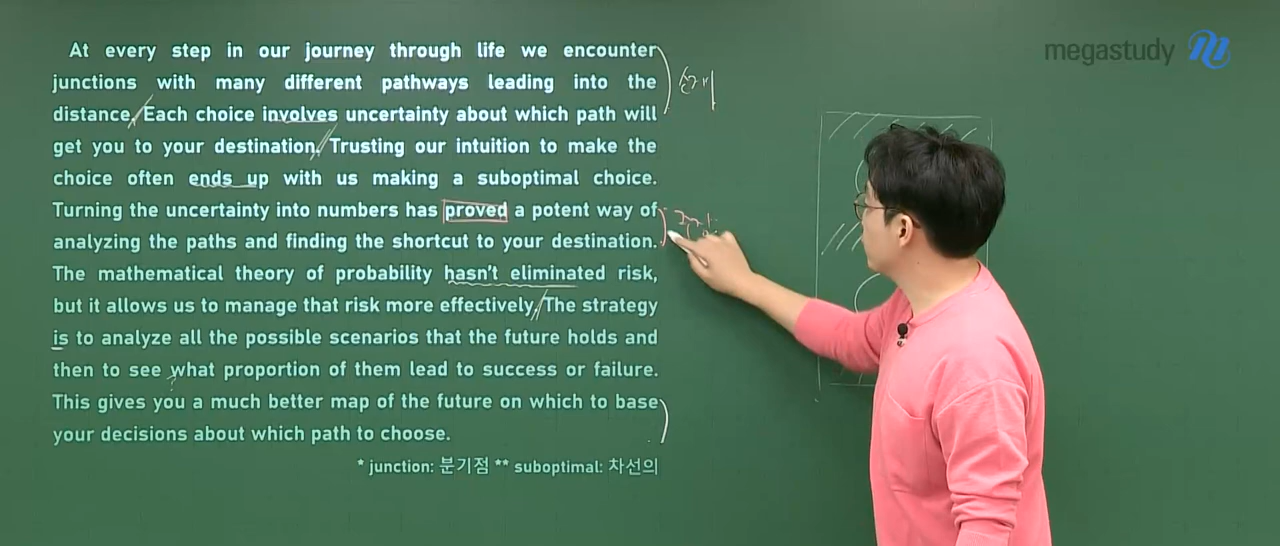 megastudy
At every step in our journey through life we encounter
junctions with many different pathways leading into the
distance. Each choice involves uncertainty about which path will
get you to your destination. Trusting our intuition to make the
choice often ends up with us making a suboptimal choice.
Turning the uncertainty into numbers has proved a potent way of
analyzing the paths and finding the shortcut to your destination.
The mathematical theory of probability hasn't eliminated risk,
but it allows us to manage that risk more effectively. The strategy
is to analyze all the possible scenarios that the future holds and
then to see what proportion of them lead to success or failure.
This gives you a much better map of the future on which to base
your decisions about which path to choose.
* junction: 분기점 ** suboptimal: 차선의